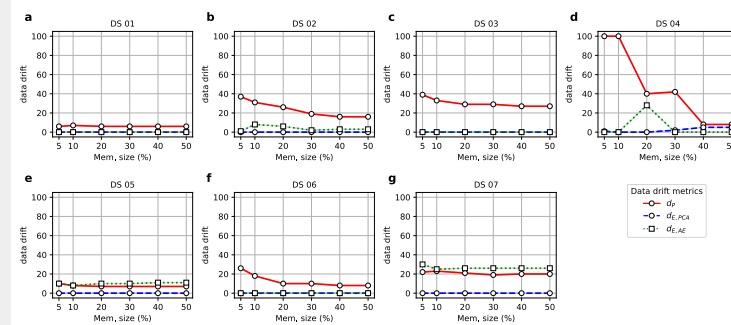 a
DS 01
100
80
60
40
20
0
data drift
5 10 20 30 40 50
Mem, size (%)
b
DS 02
100
80
60
40
20
0
data drift
5 10 20 30 40 50
Mem, size (%)
c
DS 03
100
80
60
40
20
0
data drift
5 10 20 30 40 50
Mem, size (%)
d
DS 04
100
80
60
40
20
0
data drift
5 10 20 30 40
Mem, size (%)
e
DS 05
100
80
60
40
20
0
data drift
5 10 20 30 40 50
Mem, size (%)
f
DS 06
100
80
60
40
20
0
data drift
5 10 20 30 40 50
Mem, size (%)
g
DS 07
100
80
60
40
20
0
data drift
5 10 20 30 40 50
Mem, size (%)
Data drift metrics
d_P
d_{E,PCA}
d_{E,AE}